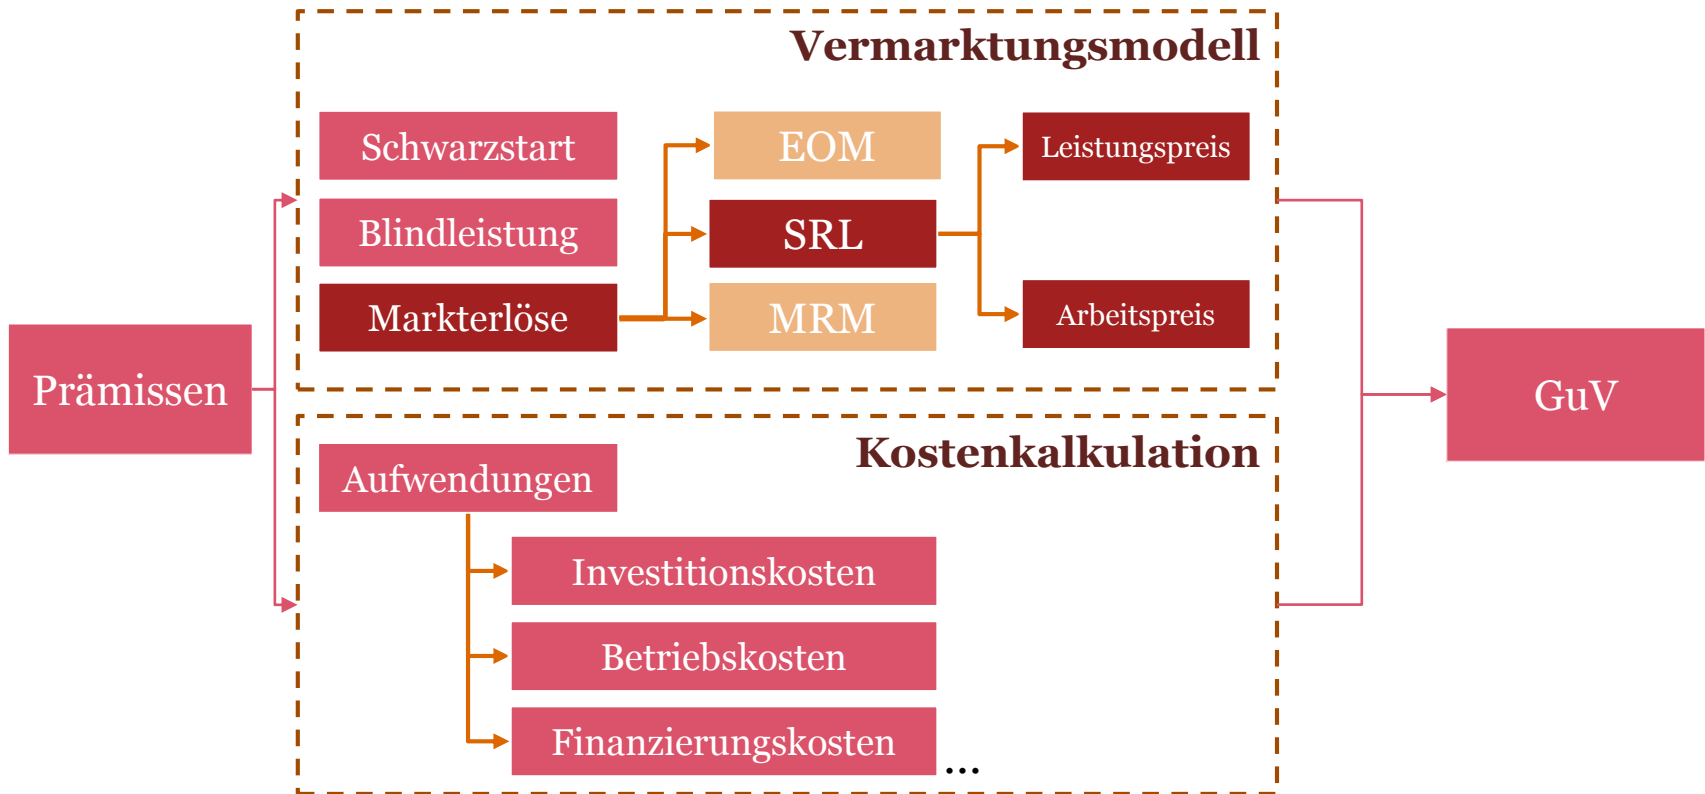 Vermarktungsmodell
Schwarzstart
EOM
Leistungspreis
Blindleistung
SRL
Markterlöse
MRM
Arbeitspreis
Prämissen
GuV
Kostenkalkulation
Aufwendungen
Investitionskosten
Betriebskosten
Finanzierungskosten
...